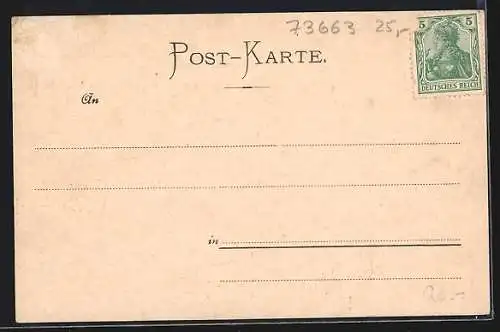 73663 25,-
5 5
DEUTSCHES REICH
POST-KARTE.
An
in